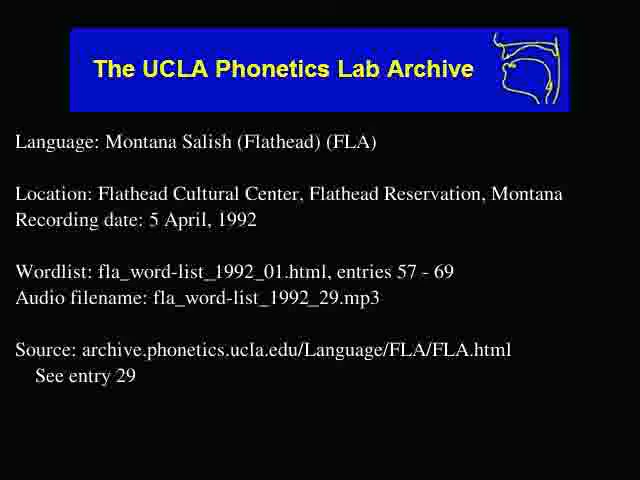 The UCLA Phonetics Lab Archive
Language: Montana Salish (Flathead) (FLA)
Location: Flathead Cultural Center, Flathead Reservation, Montana
Recording date: 5 April, 1992
Wordlist: fla_word-list_1992_01.html, entries 57 - 69
Audio filename: fla_word-list_1992_29.mp3
Source: archive.phonetics.ucla.edu/Language/FLA/FLA.html
See entry 29